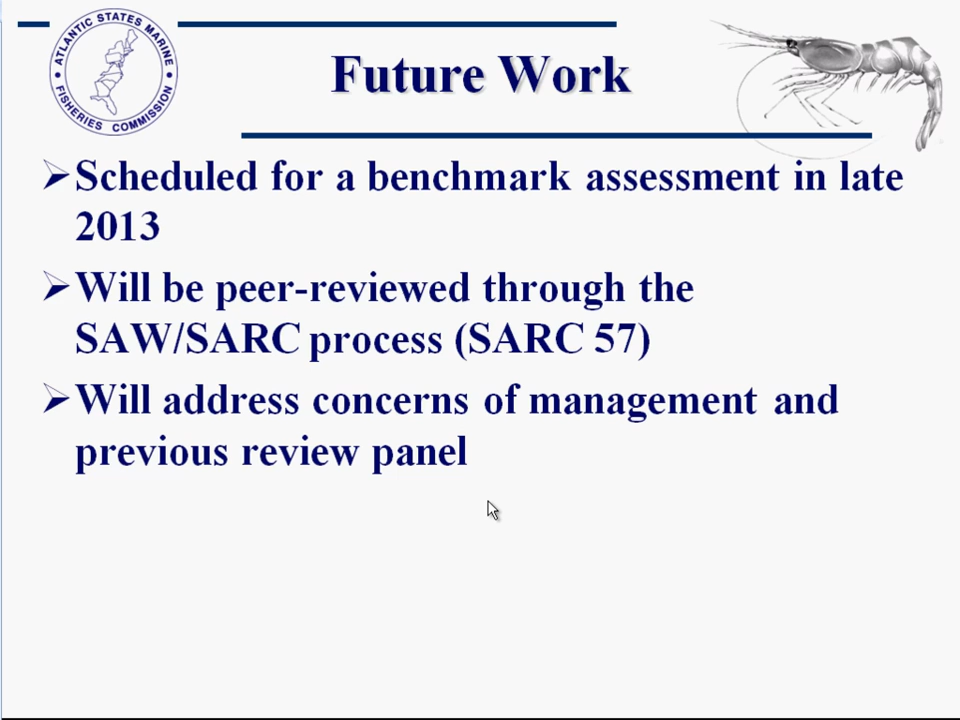 ATLANTIC STATES MARINE
FISHERIES COMMISSION
Future Work
Scheduled for a benchmark assessment in late
2013
Will be peer-reviewed through the
SAW/SARC process (SARC 57)
Will address concerns of management and
previous review panel